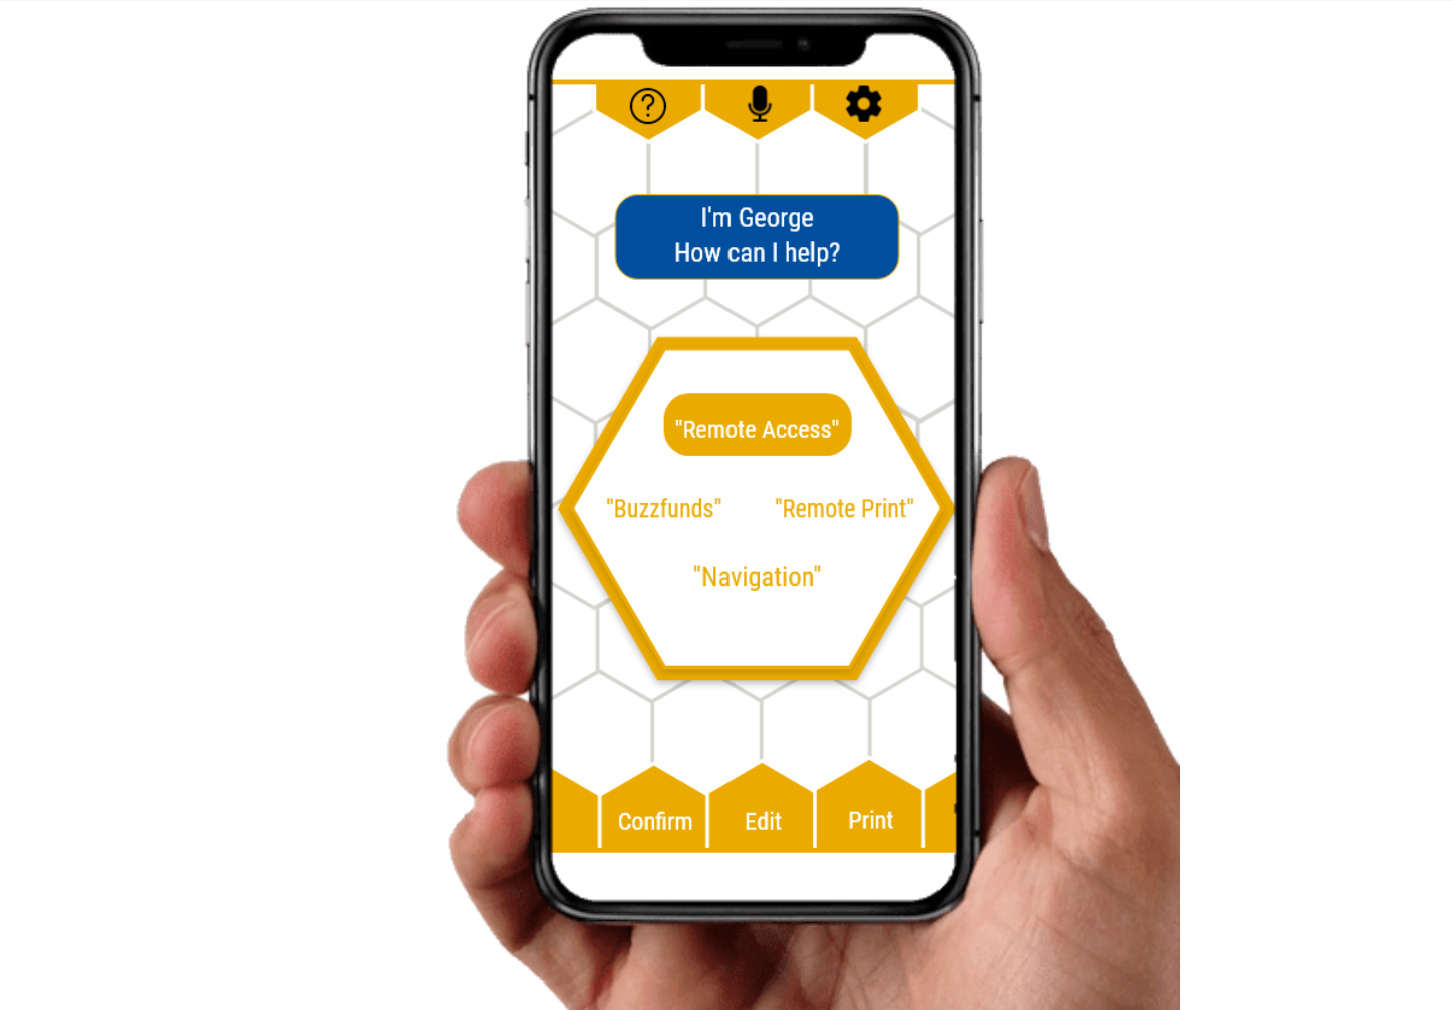 I'm George
How can I help?
"Remote Access"
"Buzzfunds"
"Remote Print"
"Navigation"
Confirm
Edit
Print